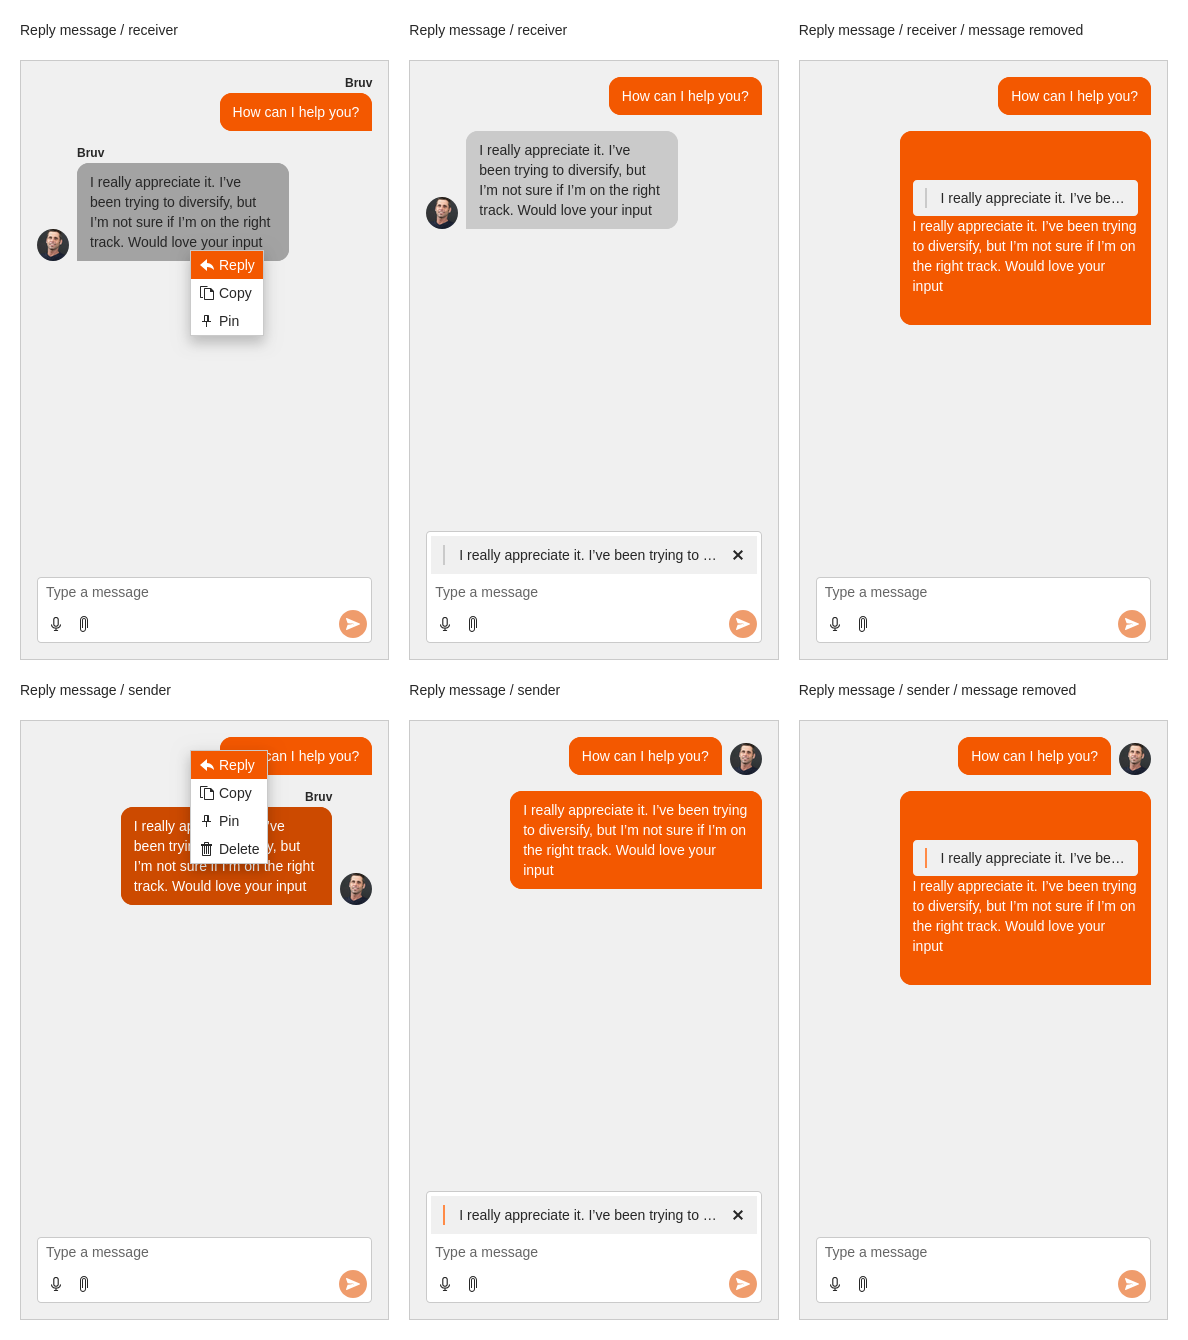 Reply message / receiver
Bruv
How can I help you?
Bruv
I really appreciate it. I’ve
been trying to diversify, but
I’m not sure if I’m on the right
track. Would love your input
Reply
Copy
Pin
Type a message
Reply message / receiver
How can I help you?
I really appreciate it. I’ve
been trying to diversify, but
I’m not sure if I’m on the right
track. Would love your input
I really appreciate it. I’ve been trying to …
Type a message
Reply message / receiver / message removed
How can I help you?
I really appreciate it. I’ve be…
I really appreciate it. I’ve been trying
to diversify, but I’m not sure if I’m on
the right track. Would love your
input
Type a message
Reply message / sender
can I help you?
Reply
Copy
Pin
Delete
Bruv
I really ’ve
been , but
I’m not sure if I’m on the right
track. Would love your input
Type a message
Reply message / sender
How can I help you?
I really appreciate it. I’ve been trying
to diversify, but I’m not sure if I’m on
the right track. Would love your
input
I really appreciate it. I’ve been trying to …
Type a message
Reply message / sender / message removed
How can I help you?
I really appreciate it. I’ve be…
I really appreciate it. I’ve been trying
to diversify, but I’m not sure if I’m on
the right track. Would love your
input
Type a message